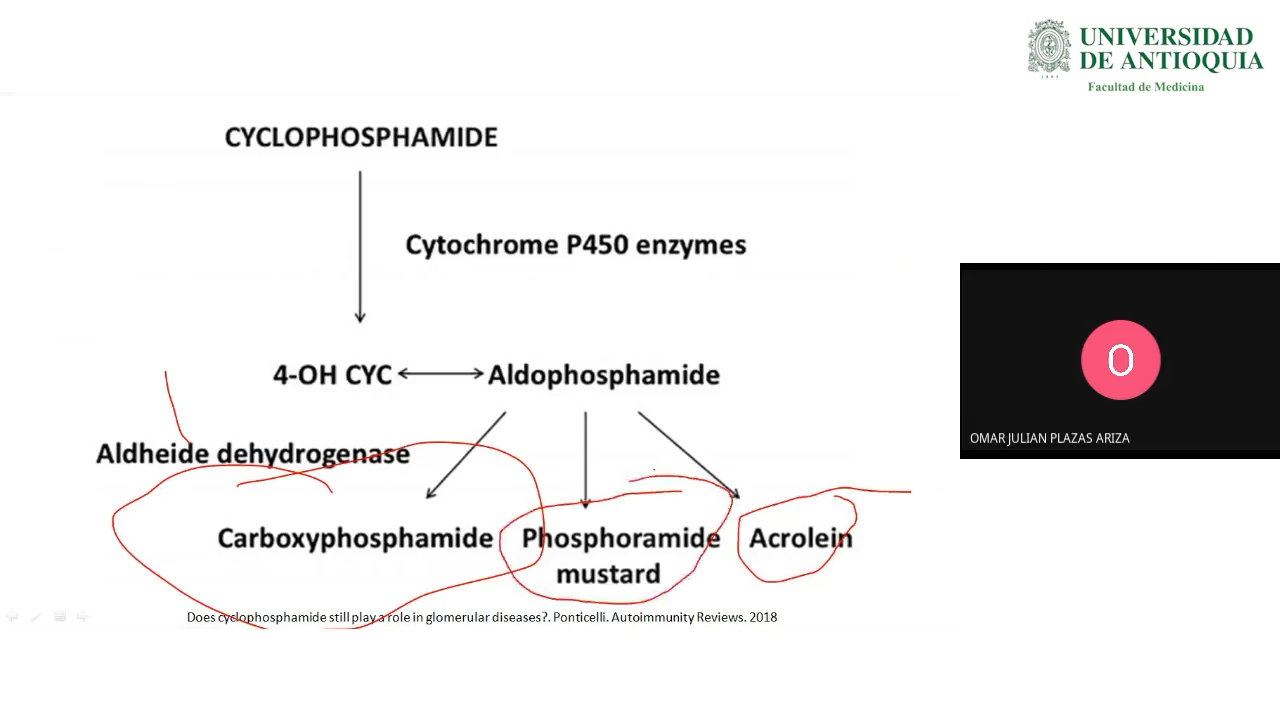 UNIVERSIDAD
DE ANTIOQUIA
1803
Facultad de Medicina
CYCLOPHOSPHAMIDE
Cytochrome P450 enzymes
4-OH CYC
Aldophosphamide
Aldheide dehydrogenase
Carboxyphosphamide
Phosphoramide
mustard
Acrolein
Does cyclophosphamide still play a role in glomerular diseases?. Ponticelli. Autoimmunity Reviews. 2018
O
OMAR JULIAN PLAZAS ARIZA